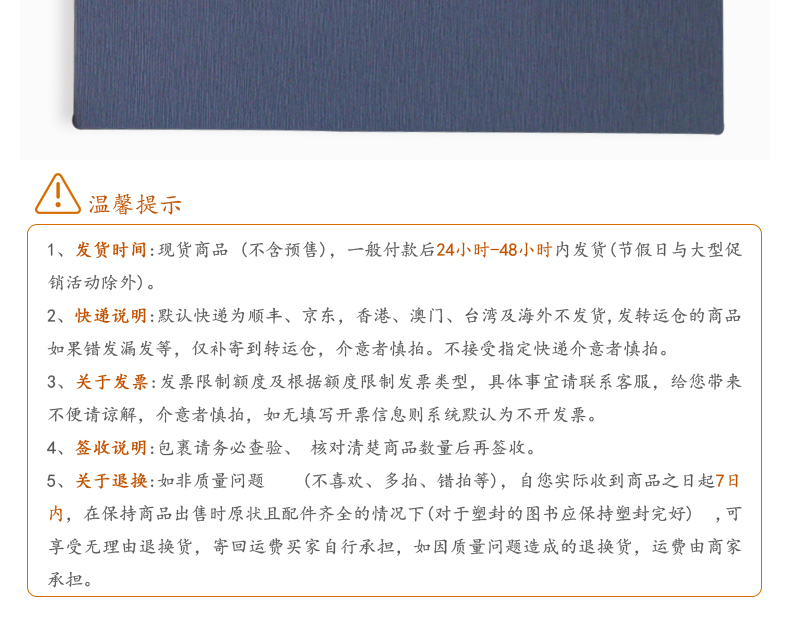 温馨提示
1、发货时间:现货商品 (不含预售), 一般付款后24小时-48小时内发货(节假日与大型促
销活动除外)。
2、快递说明:默认快递为顺丰、京东, 香港、澳门、台湾及海外不发货,发转运仓的商品
如果错发漏发等, 仅补寄到转运仓, 介意者慎拍。不接受指定快递介意者慎拍。
3、关于发票:发票限制额度及根据额度限制发票类型, 具体事宜请联系客服, 给您带来
不便请谅解, 介意者慎拍, 如无填写开票信息则系统默认为不开发票。
4、签收说明:包裹请务必查验、 核对清楚商品数量后再签收。
5、关于退换:如非质量问题 (不喜欢、多拍、错拍等), 自您实际收到商品之日起7日
内, 在保持商品出售时原状且配件齐全的情况下(对于塑封的图书应保持塑封完好) ,可
享受无理由退换货, 寄回运费买家自行承担, 如因质量问题造成的退换货, 运费由商家
承担。